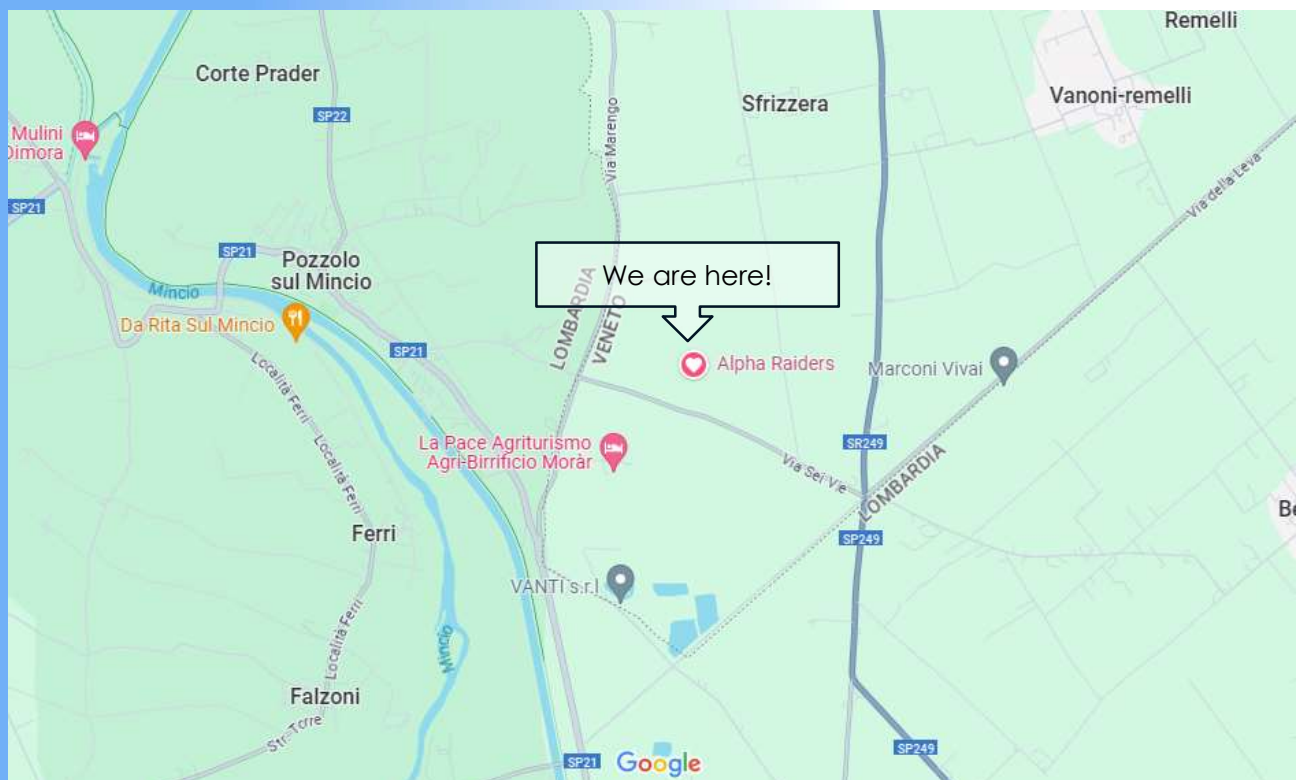 Remelli
Corte Prader
Vanoni-remelli
Sfrizzera
SP22
Via Marengo
Mulini
Dimora
Via della Leva
SP21
SP21
Pozzolo
sul Mincio
We are here!
LOMBARDIA
VENETO
Mincio
Da Rita Sul Mincio
SP21
Alpha Raiders
Marconi Vivai
Località Ferri
Località Ferri
La Pace Agriturismo
Agri-Birrificio Moràr
SR249
Via Sei Vie
LOMBARDIA
Be
Ferri
SP249
VANTI s.r.l
Località Ferri
Mincio
Falzoni
Str. Torre
SP249
SP21
Google